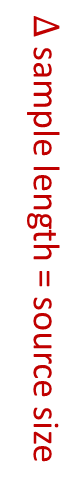 Δ sample length = source size